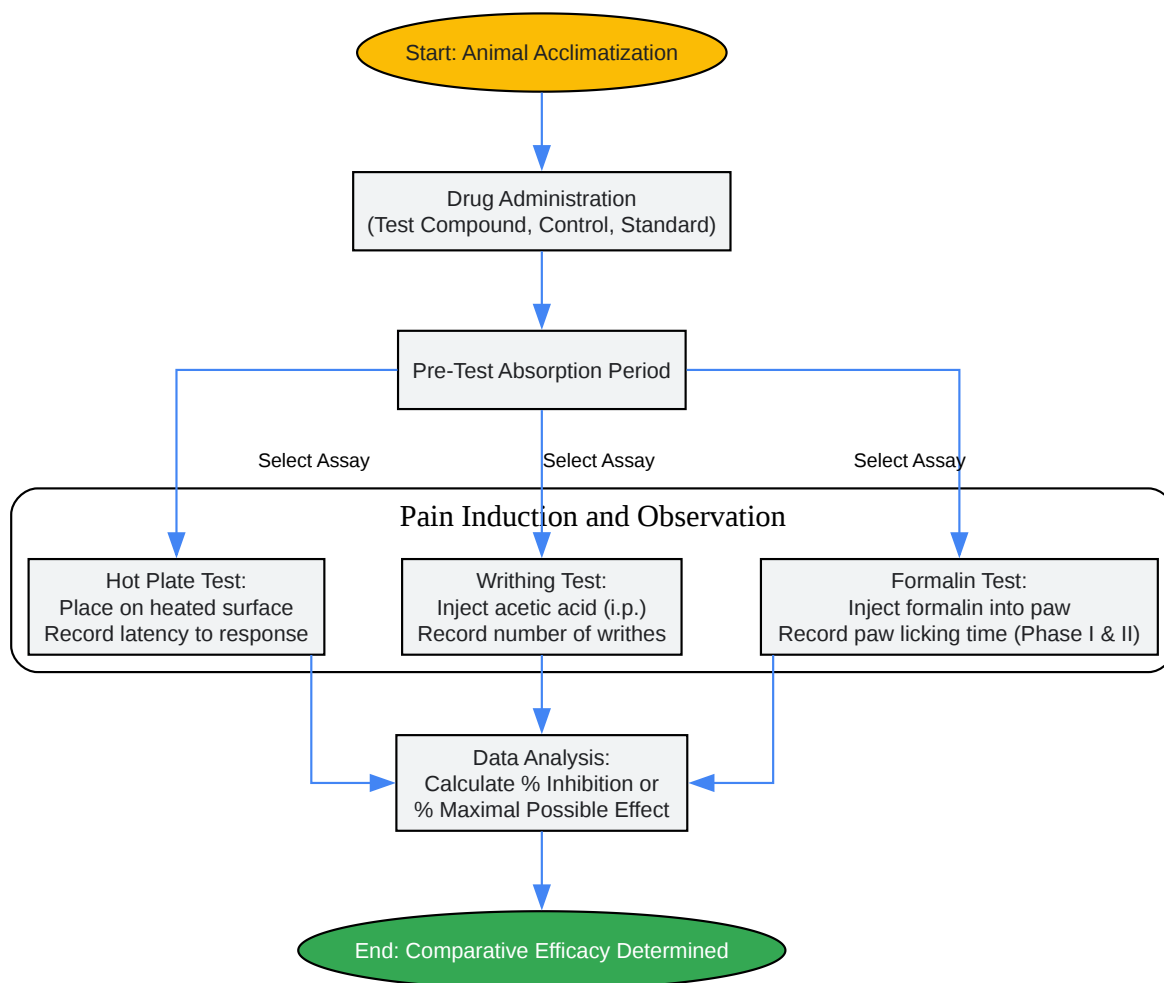 Start: Animal Acclimatization
Drug Administration
(Test Compound, Control, Standard)
Pre-Test Absorption Period
Select Assay
Select Assay
Select Assay
Pain Induction and Observation
Hot Plate Test:
Place on heated surface
Record latency to response
Writhing Test:
Inject acetic acid (i.p.)
Record number of writhes
Formalin Test:
Inject formalin into paw
Record paw licking time (Phase I & II)
Data Analysis:
Calculate % Inhibition or
% Maximal Possible Effect
End: Comparative Efficacy Determined